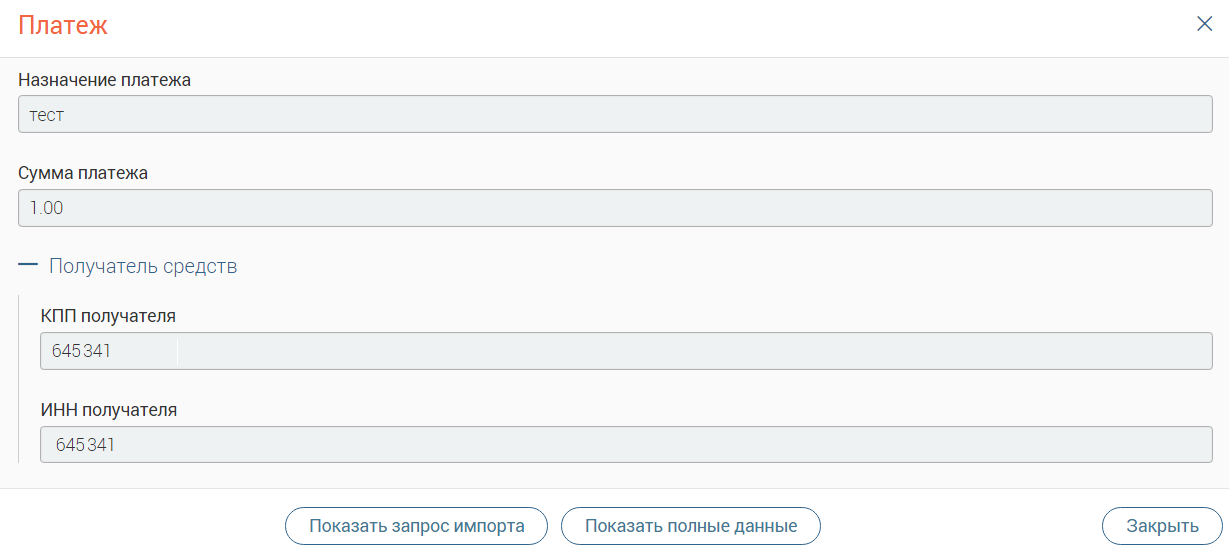 Платеж
Назначение платежа
тест
Сумма платежа
1.00
Получатель средств
КПП получателя
645341
ИНН получателя
645341
Показать запрос импорта
Показать полные данные
Закрыть